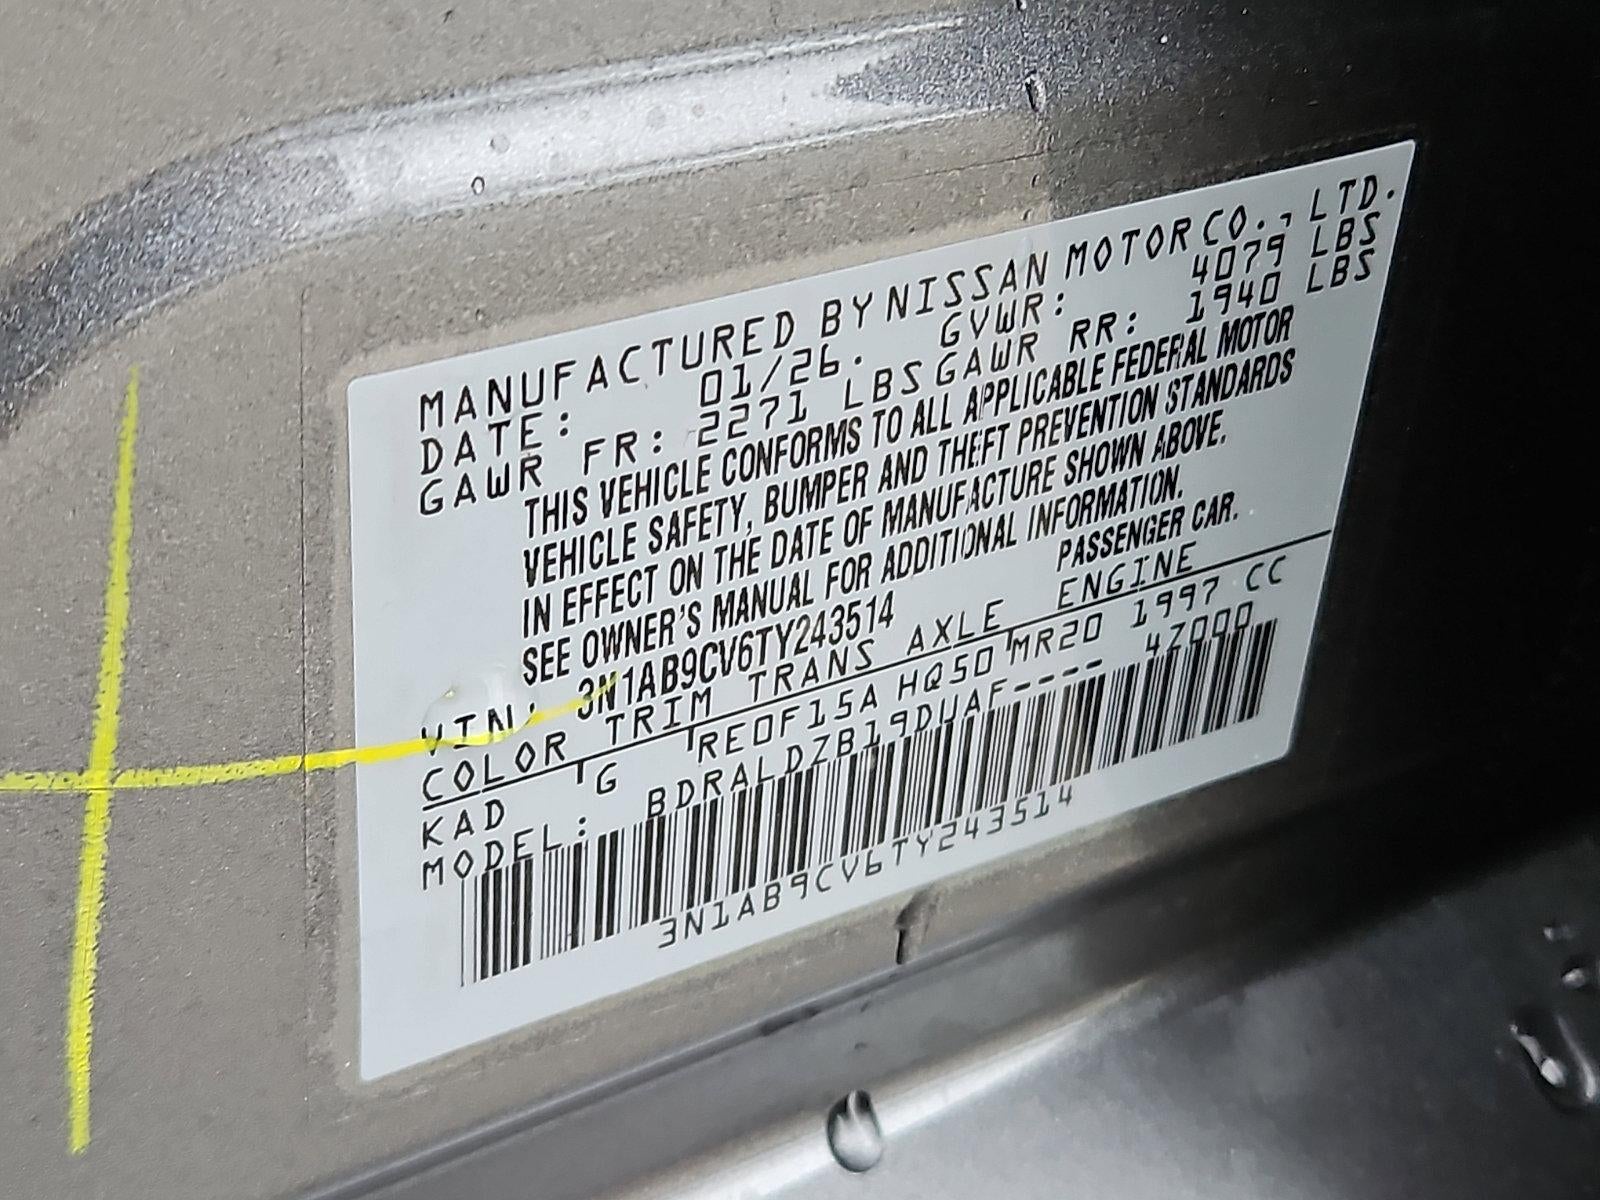 MANUFACTURED BY NISSAN MOTOR CO., LTD.
DATE: 01/26. GVWR: 4079 LBS
GAWR FR: 2271 LBS GAWR RR: 1940 LBS
THIS VEHICLE CONFORMS TO ALL APPLICABLE FEDERAL MOTOR
VEHICLE SAFETY, BUMPER AND THEFT PREVENTION STANDARDS
IN EFFECT ON THE DATE OF MANUFACTURE SHOWN ABOVE.
SEE OWNER'S MANUAL FOR ADDITIONAL INFORMATION.
VIN: 3N1AB9CV6TY243514 PASSENGER CAR.
COLOR TRIM TRANS AXLE ENGINE
KAD G RE0F15A HQ50 MR20 1997 CC
MODEL: BDRALDZB19DUAF---- 47000
3N1AB9CV6TY243514